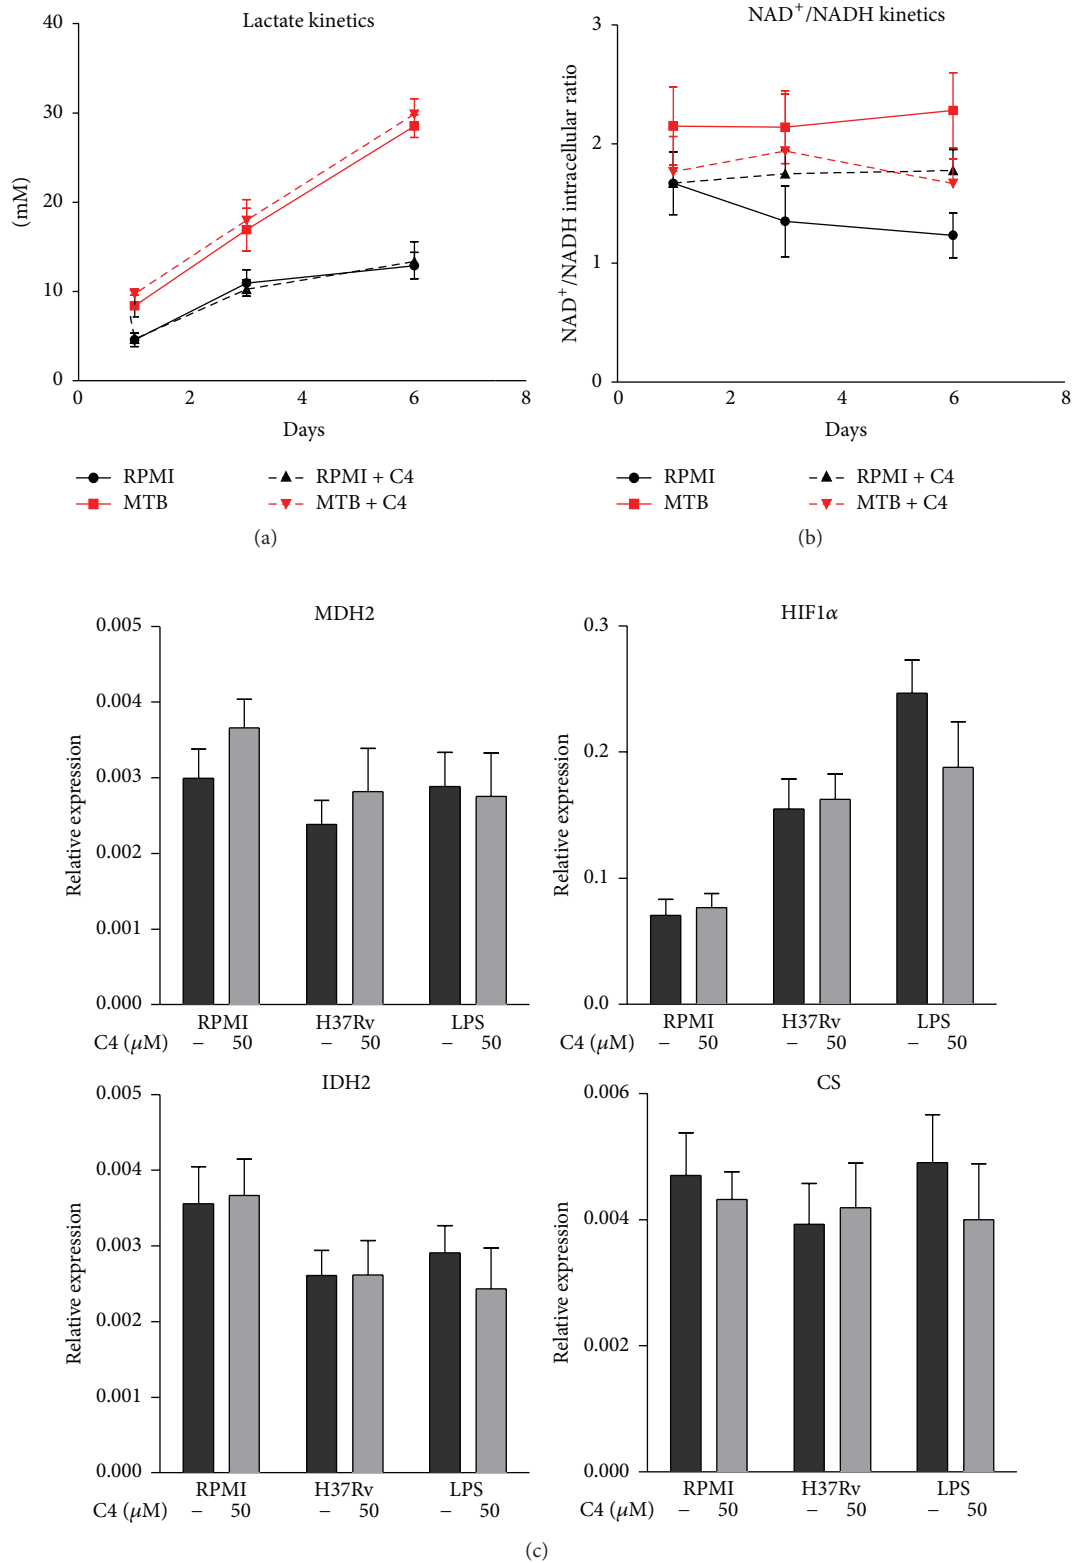 Lactate kinetics
40
30
20
10
0
(mM)
0 2 4 6 8
Days
RPMI RPMI + C4
MTB MTB + C4
(a)
NAD⁺/NADH kinetics
3
2
1
0
NAD⁺/NADH intracellular ratio
0 2 4 6 8
Days
RPMI RPMI + C4
MTB MTB + C4
(b)
MDH2
0.005
0.004
0.003
0.002
0.001
0.000
Relative expression
RPMI H37Rv LPS
C4 (μM) – 50 – 50 – 50
HIF1α
0.3
0.2
0.1
0.0
Relative expression
RPMI H37Rv LPS
C4 (μM) – 50 – 50 – 50
IDH2
0.005
0.004
0.003
0.002
0.001
0.000
Relative expression
RPMI H37Rv LPS
C4 (μM) – 50 – 50 – 50
CS
0.006
0.004
0.002
0.000
Relative expression
RPMI H37Rv LPS
C4 (μM) – 50 – 50 – 50
(c)